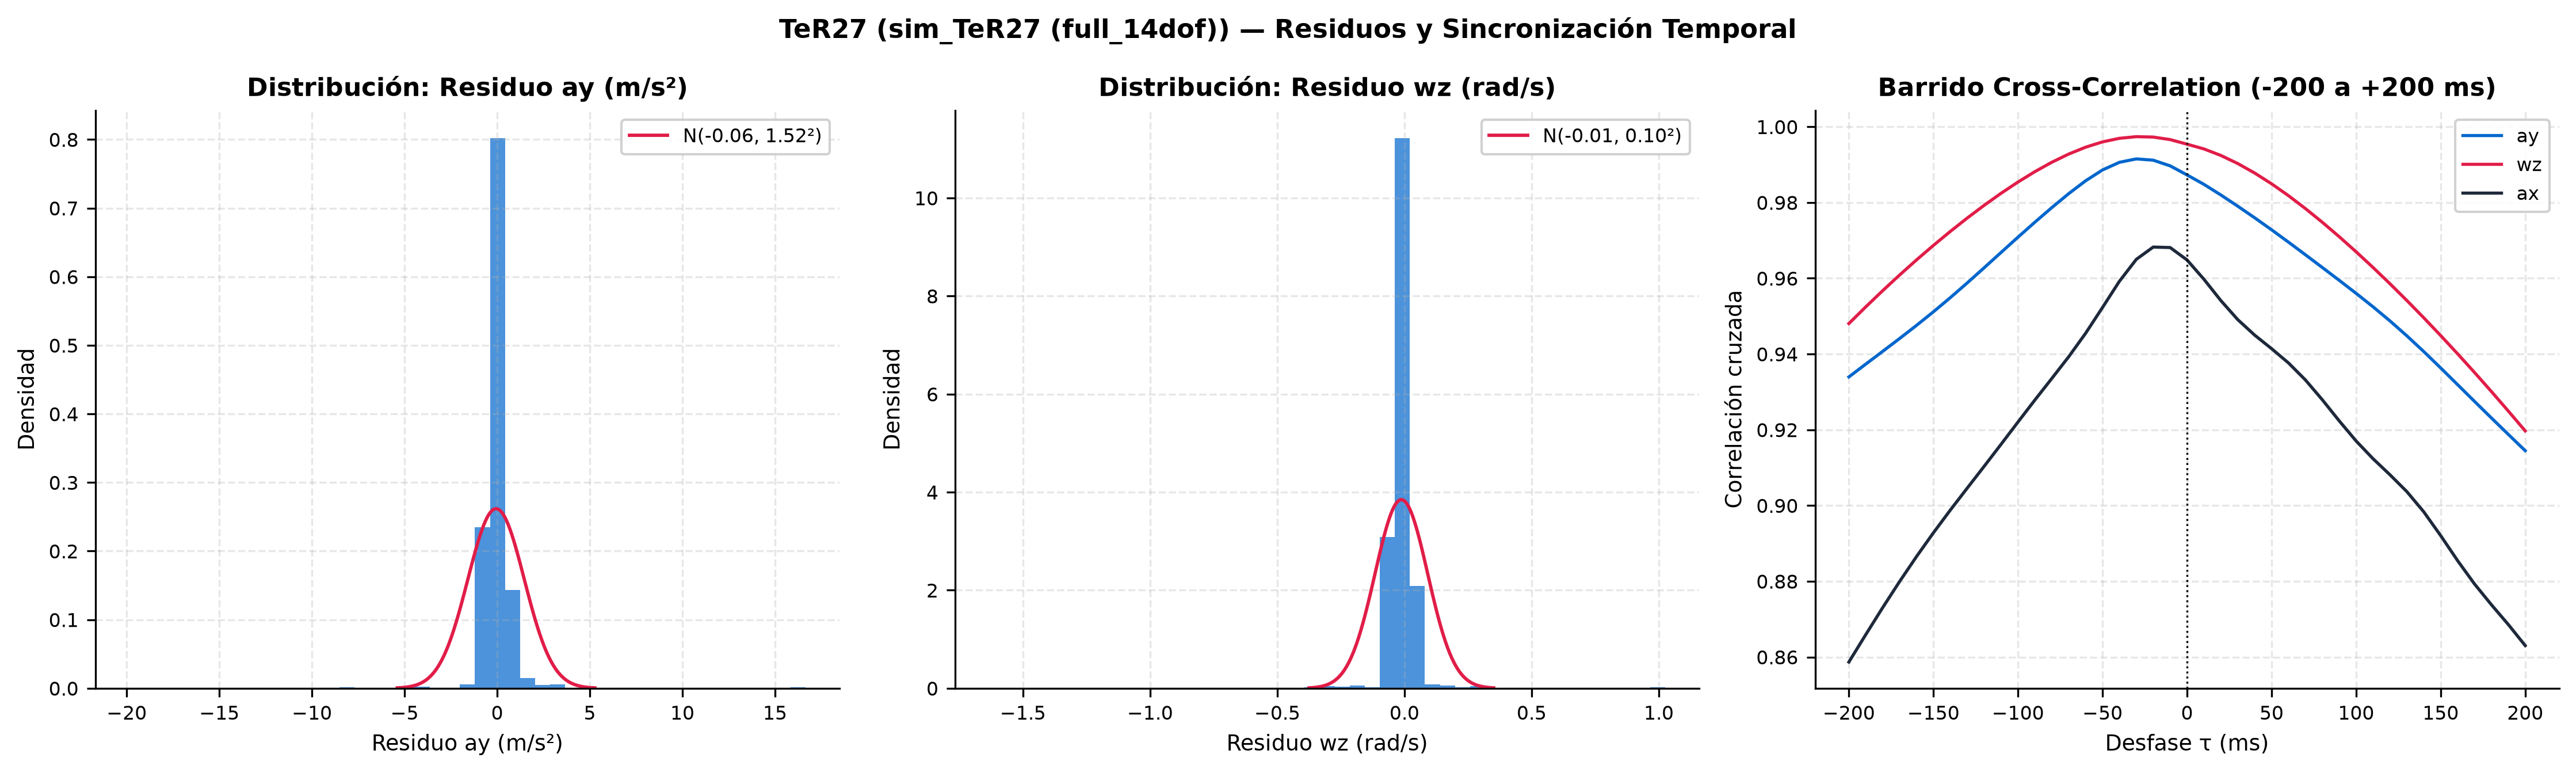 TeR27 (sim_TeR27 (full_14dof)) — Residuos y Sincronización Temporal
Distribución: Residuo ay (m/s²)
N(-0.06, 1.52²)
Densidad
0.8
0.7
0.6
0.5
0.4
0.3
0.2
0.1
0.0
−20 −15 −10 −5 0 5 10 15
Residuo ay (m/s²)
Distribución: Residuo wz (rad/s)
N(-0.01, 0.10²)
Densidad
10
8
6
4
2
0
−1.5 −1.0 −0.5 0.0 0.5 1.0
Residuo wz (rad/s)
Barrido Cross-Correlation (-200 a +200 ms)
ay
wz
ax
Correlación cruzada
1.00
0.98
0.96
0.94
0.92
0.90
0.88
0.86
−200 −150 −100 −50 0 50 100 150 200
Desfase τ (ms)